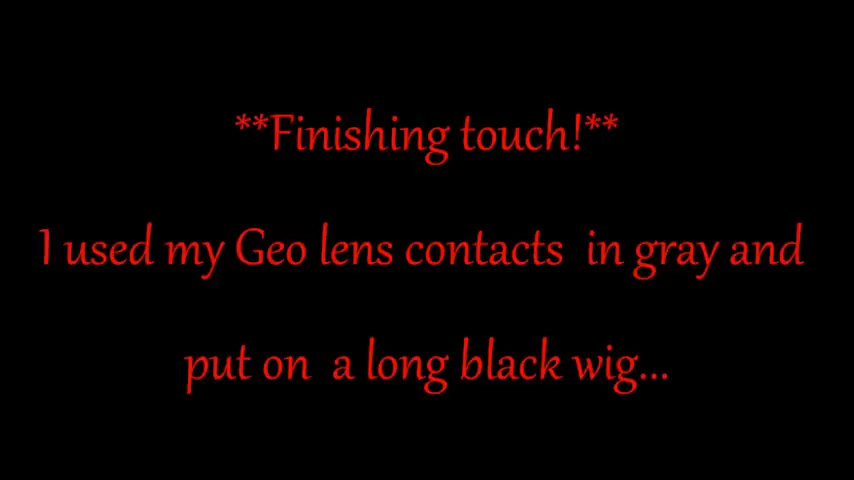 **Finishing touch!**
I used my Geo lens contacts in gray and
put on a long black wig...